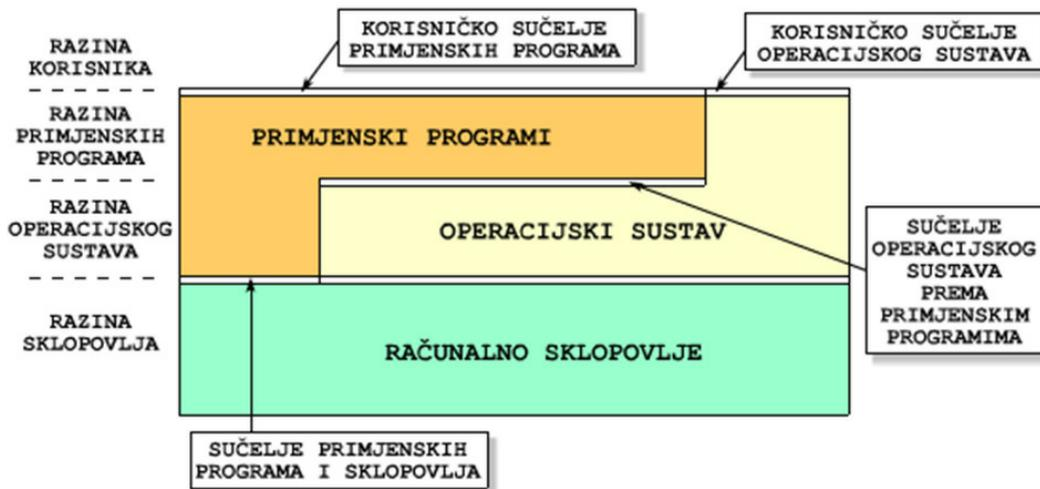 KORISNIČKO SUČELJE
PRIMJENSKIH PROGRAMA
KORISNIČKO SUČELJE
OPERACIJSKOG SUSTAVA
RAZINA
KORISNIKA
RAZINA
PRIMJENSKIH
PROGRAMA
PRIMJENSKI PROGRAMI
RAZINA
OPERACIJSKOG
SUSTAVA
OPERACIJSKI SUSTAV
SUČELJE
OPERACIJSKOG
SUSTAVA
PREMA
PRIMJENSKIM
PROGRAMIMA
RAZINA
SKLOPOVLJA
RAČUNALNO SKLOPOVLJE
SUČELJE PRIMJENSKIH
PROGRAMA I SKLOPOVLJA